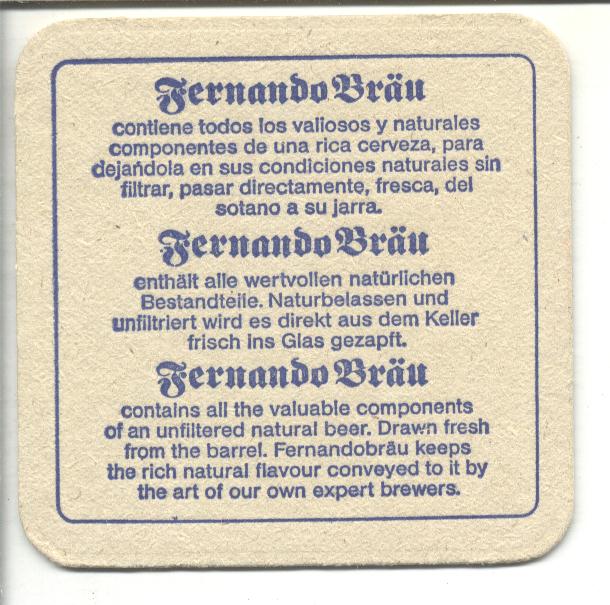 Fernando Bräu
contiene todos los valiosos y naturales
componentes de una rica cerveza, para
dejandola en sus condiciones naturales sin
filtrar, pasar directamente, fresca, del
sotano a su jarra.
Fernando Bräu
enthält alle wertvollen natürlichen
Bestandteile. Naturbelassen und
unfiltriert wird es direkt aus dem Keller
frisch ins Glas gezapft.
Fernando Bräu
contains all the valuable components
of an unfiltered natural beer. Drawn fresh
from the barrel. Fernandobräu keeps
the rich natural flavour conveyed to it by
the art of our own expert brewers.